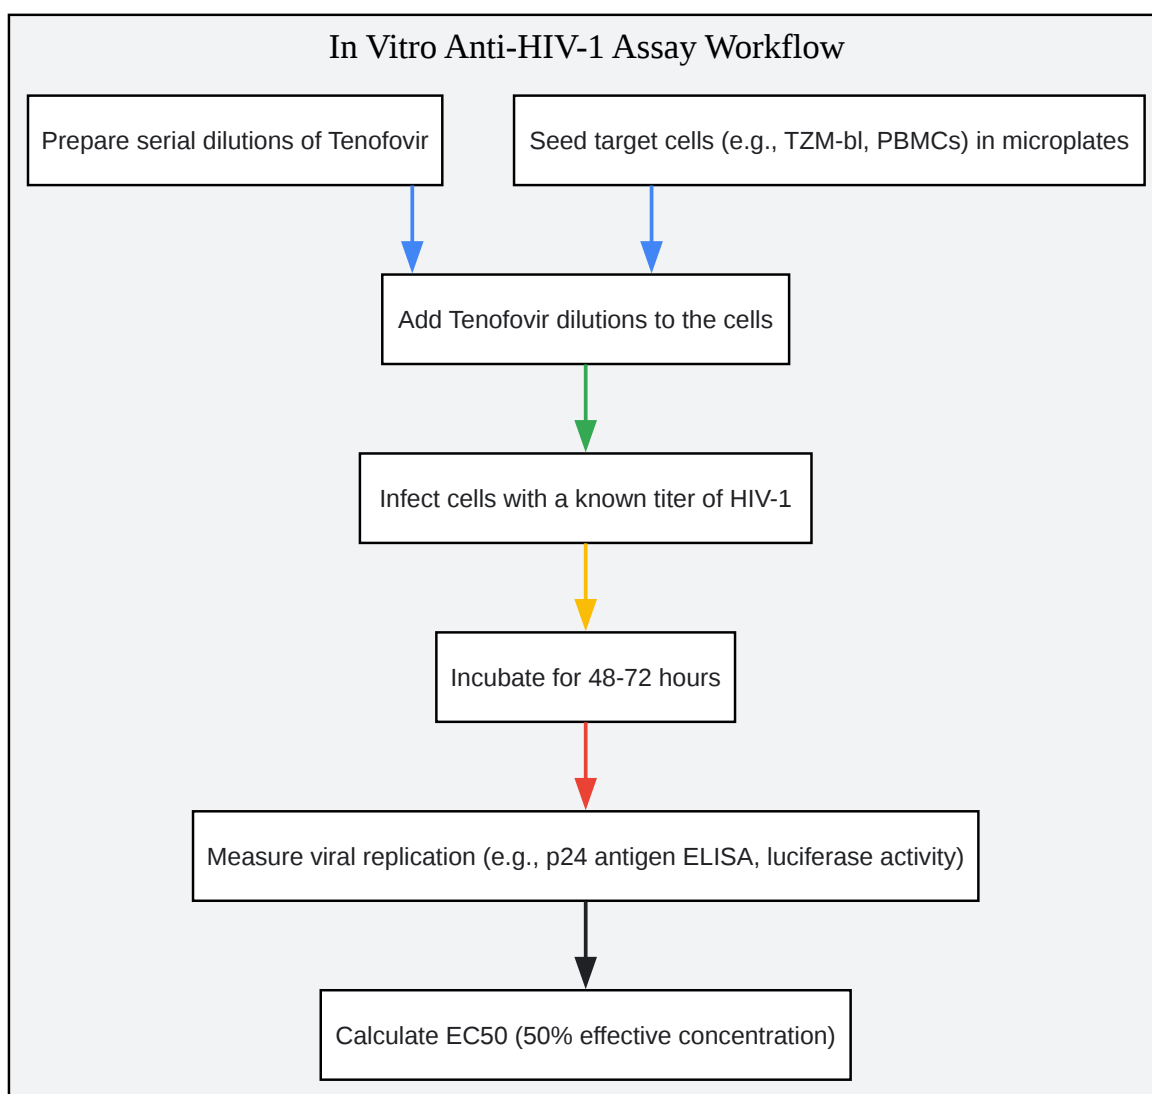 In Vitro Anti-HIV-1 Assay Workflow
Prepare serial dilutions of Tenofovir
Seed target cells (e.g., TZM-bl, PBMCs) in microplates
Add Tenofovir dilutions to the cells
Infect cells with a known titer of HIV-1
Incubate for 48-72 hours
Measure viral replication (e.g., p24 antigen ELISA, luciferase activity)
Calculate EC50 (50% effective concentration)